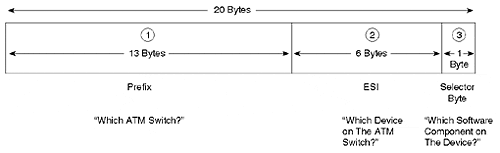 20 Bytes
1
2
3
13 Bytes
6 Bytes
1
Byte
Prefix
ESI
Selector
Byte
"Which ATM Switch?"
"Which Device
on The ATM
Switch?"
"Which Software
Component on
The Device?"